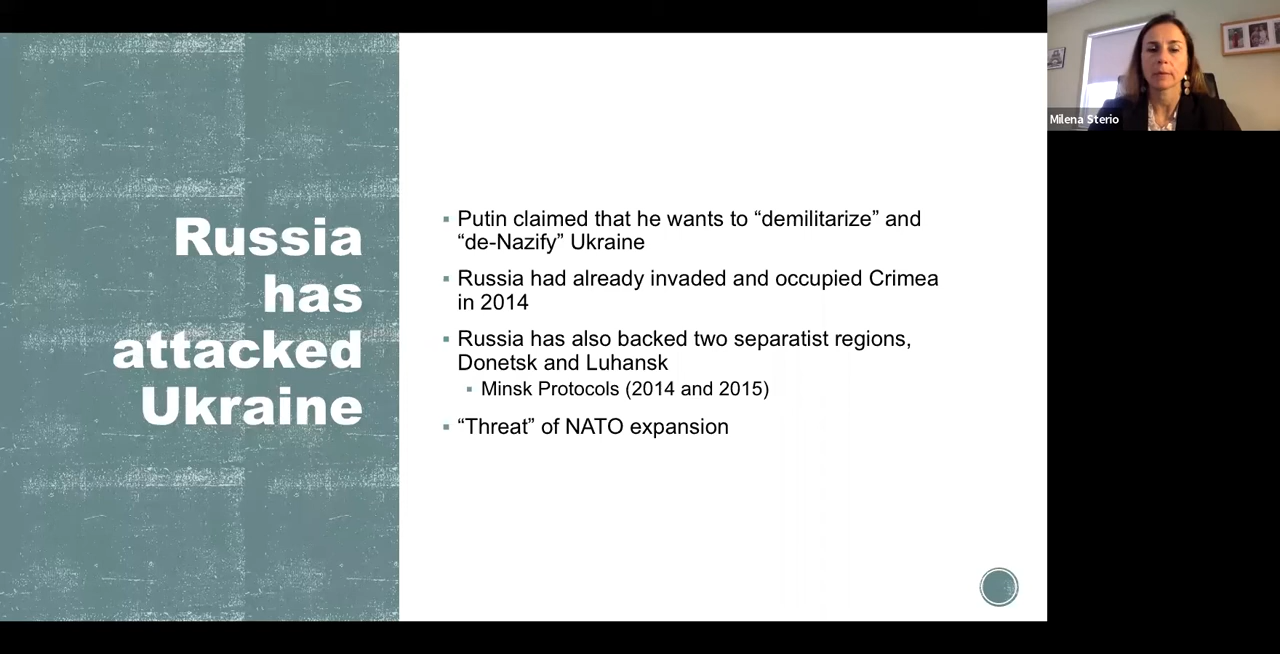 Russia
has
attacked
Ukraine
▪ Putin claimed that he wants to “demilitarize” and
“de-Nazify” Ukraine
▪ Russia had already invaded and occupied Crimea
in 2014
▪ Russia has also backed two separatist regions,
Donetsk and Luhansk
▪ Minsk Protocols (2014 and 2015)
▪ “Threat” of NATO expansion
Milena Sterio